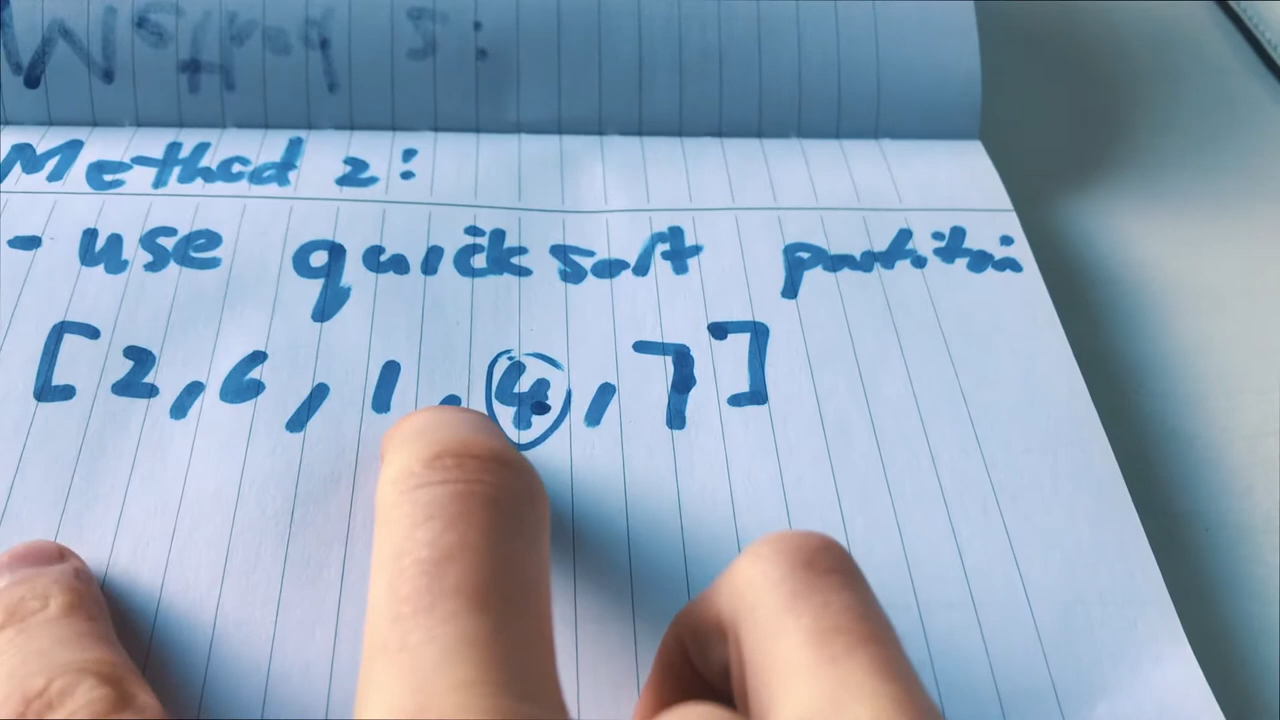 Method 2:
- use quicksort partition
[2, 6, 1, 4, 7]